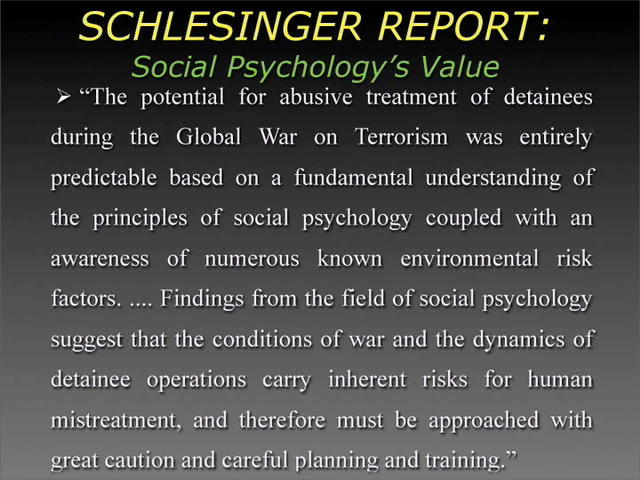 SCHLESINGER REPORT:
Social Psychology’s Value
➢ “The potential for abusive treatment of detainees
during the Global War on Terrorism was entirely
predictable based on a fundamental understanding of
the principles of social psychology coupled with an
awareness of numerous known environmental risk
factors. .... Findings from the field of social psychology
suggest that the conditions of war and the dynamics of
detainee operations carry inherent risks for human
mistreatment, and therefore must be approached with
great caution and careful planning and training.”